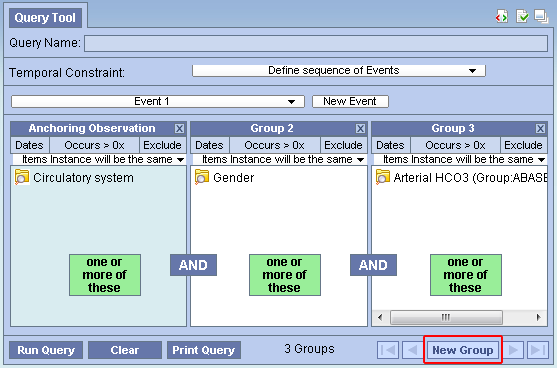 Query Tool
Query Name:
Temporal Constraint: Define sequence of Events
Event 1 New Event
Anchoring Observation Group 2 Group 3
Dates Occurs > 0x Exclude Dates Occurs > 0x Exclude Dates Occurs > 0x Exclude
Items Instance will be the same Items Instance will be the same Items Instance will be the same
Circulatory system Gender Arterial HCO3 (Group:ABASE
one or more of these AND one or more of these AND one or more of these
Run Query Clear Print Query 3 Groups New Group